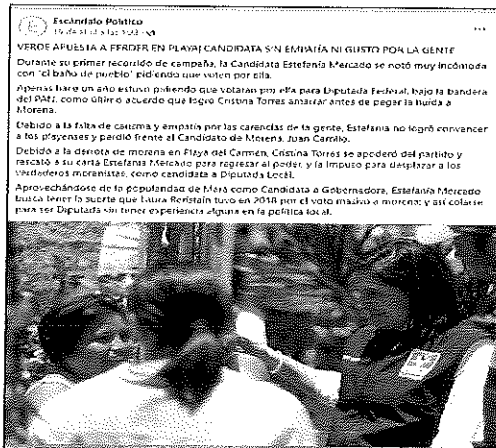 Escándalo Político
VERDE APUESTA A PERDER EN PLAYA; CANDIDATA SIN EMPATÍA NI GUSTO POR LA GENTE
Durante su primer recorrido de campaña, la Candidata Estefanía Mercado se notó muy incómoda
con "el baño de pueblo" pidiendo que voten por ella.
Apenas hace un año estuvo pidiendo que votaran por ella para Diputada Federal, bajo la bandera
del PAN, como último acuerdo que logró Cristina Torres amarrar antes de pegar la huida a
Morena.
Debido a la falta de carisma y empatía por las carencias de la gente, Estefanía no logró convencer
a los playenses y perdió frente al Candidato de Morena, Juan Carrillo.
Debido a la derrota de morena en Playa del Carmen, Cristina Torres se apoderó del partido y
rescató a su carta Estefanía Mercado para regresar al poder, y la impuso para desplazar a los
verdaderos morenistas, como candidata a Diputada Local.
Aprovechándose de la popularidad de Mara como Candidata a Gobernadora, Estefanía Mercado
busca tener la suerte que Laura Beristain tuvo en 2018 por el voto masivo a morena; y así colarse
para ser Diputada sin tener experiencia alguna en la política local.